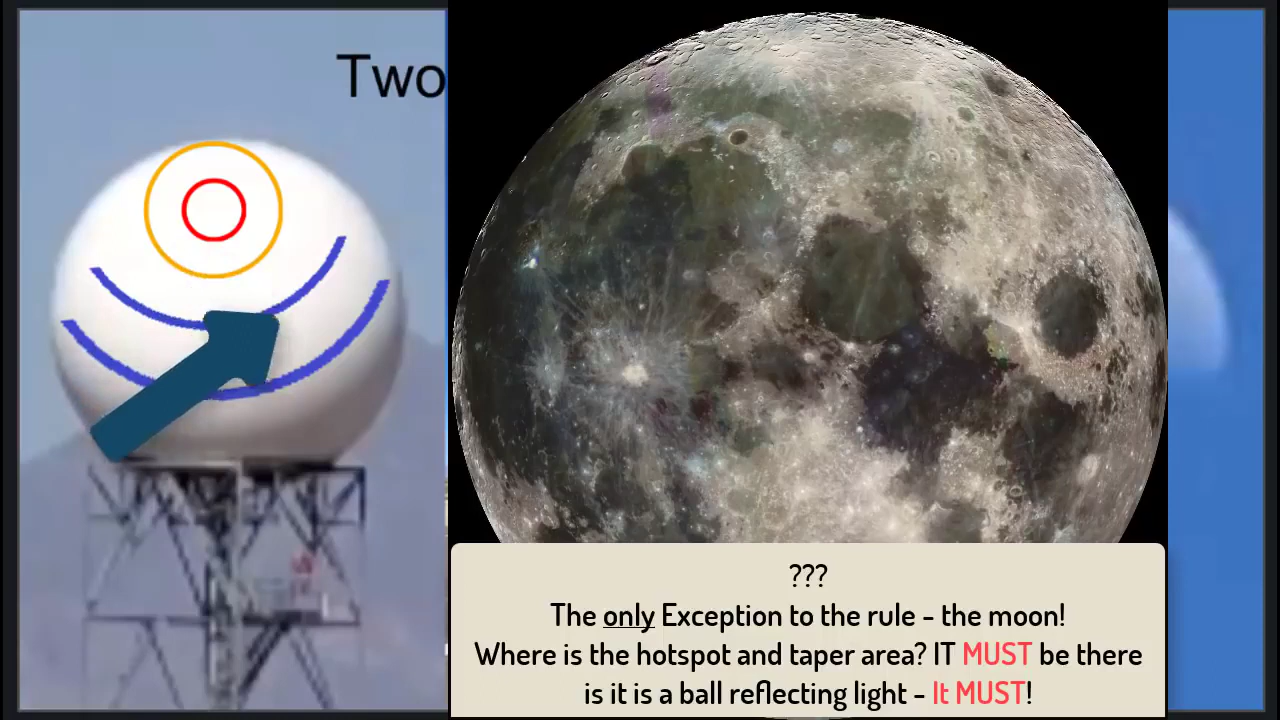 Two
???
The only Exception to the rule - the moon!
Where is the hotspot and taper area? IT MUST be there
is it is a ball reflecting light - It MUST!